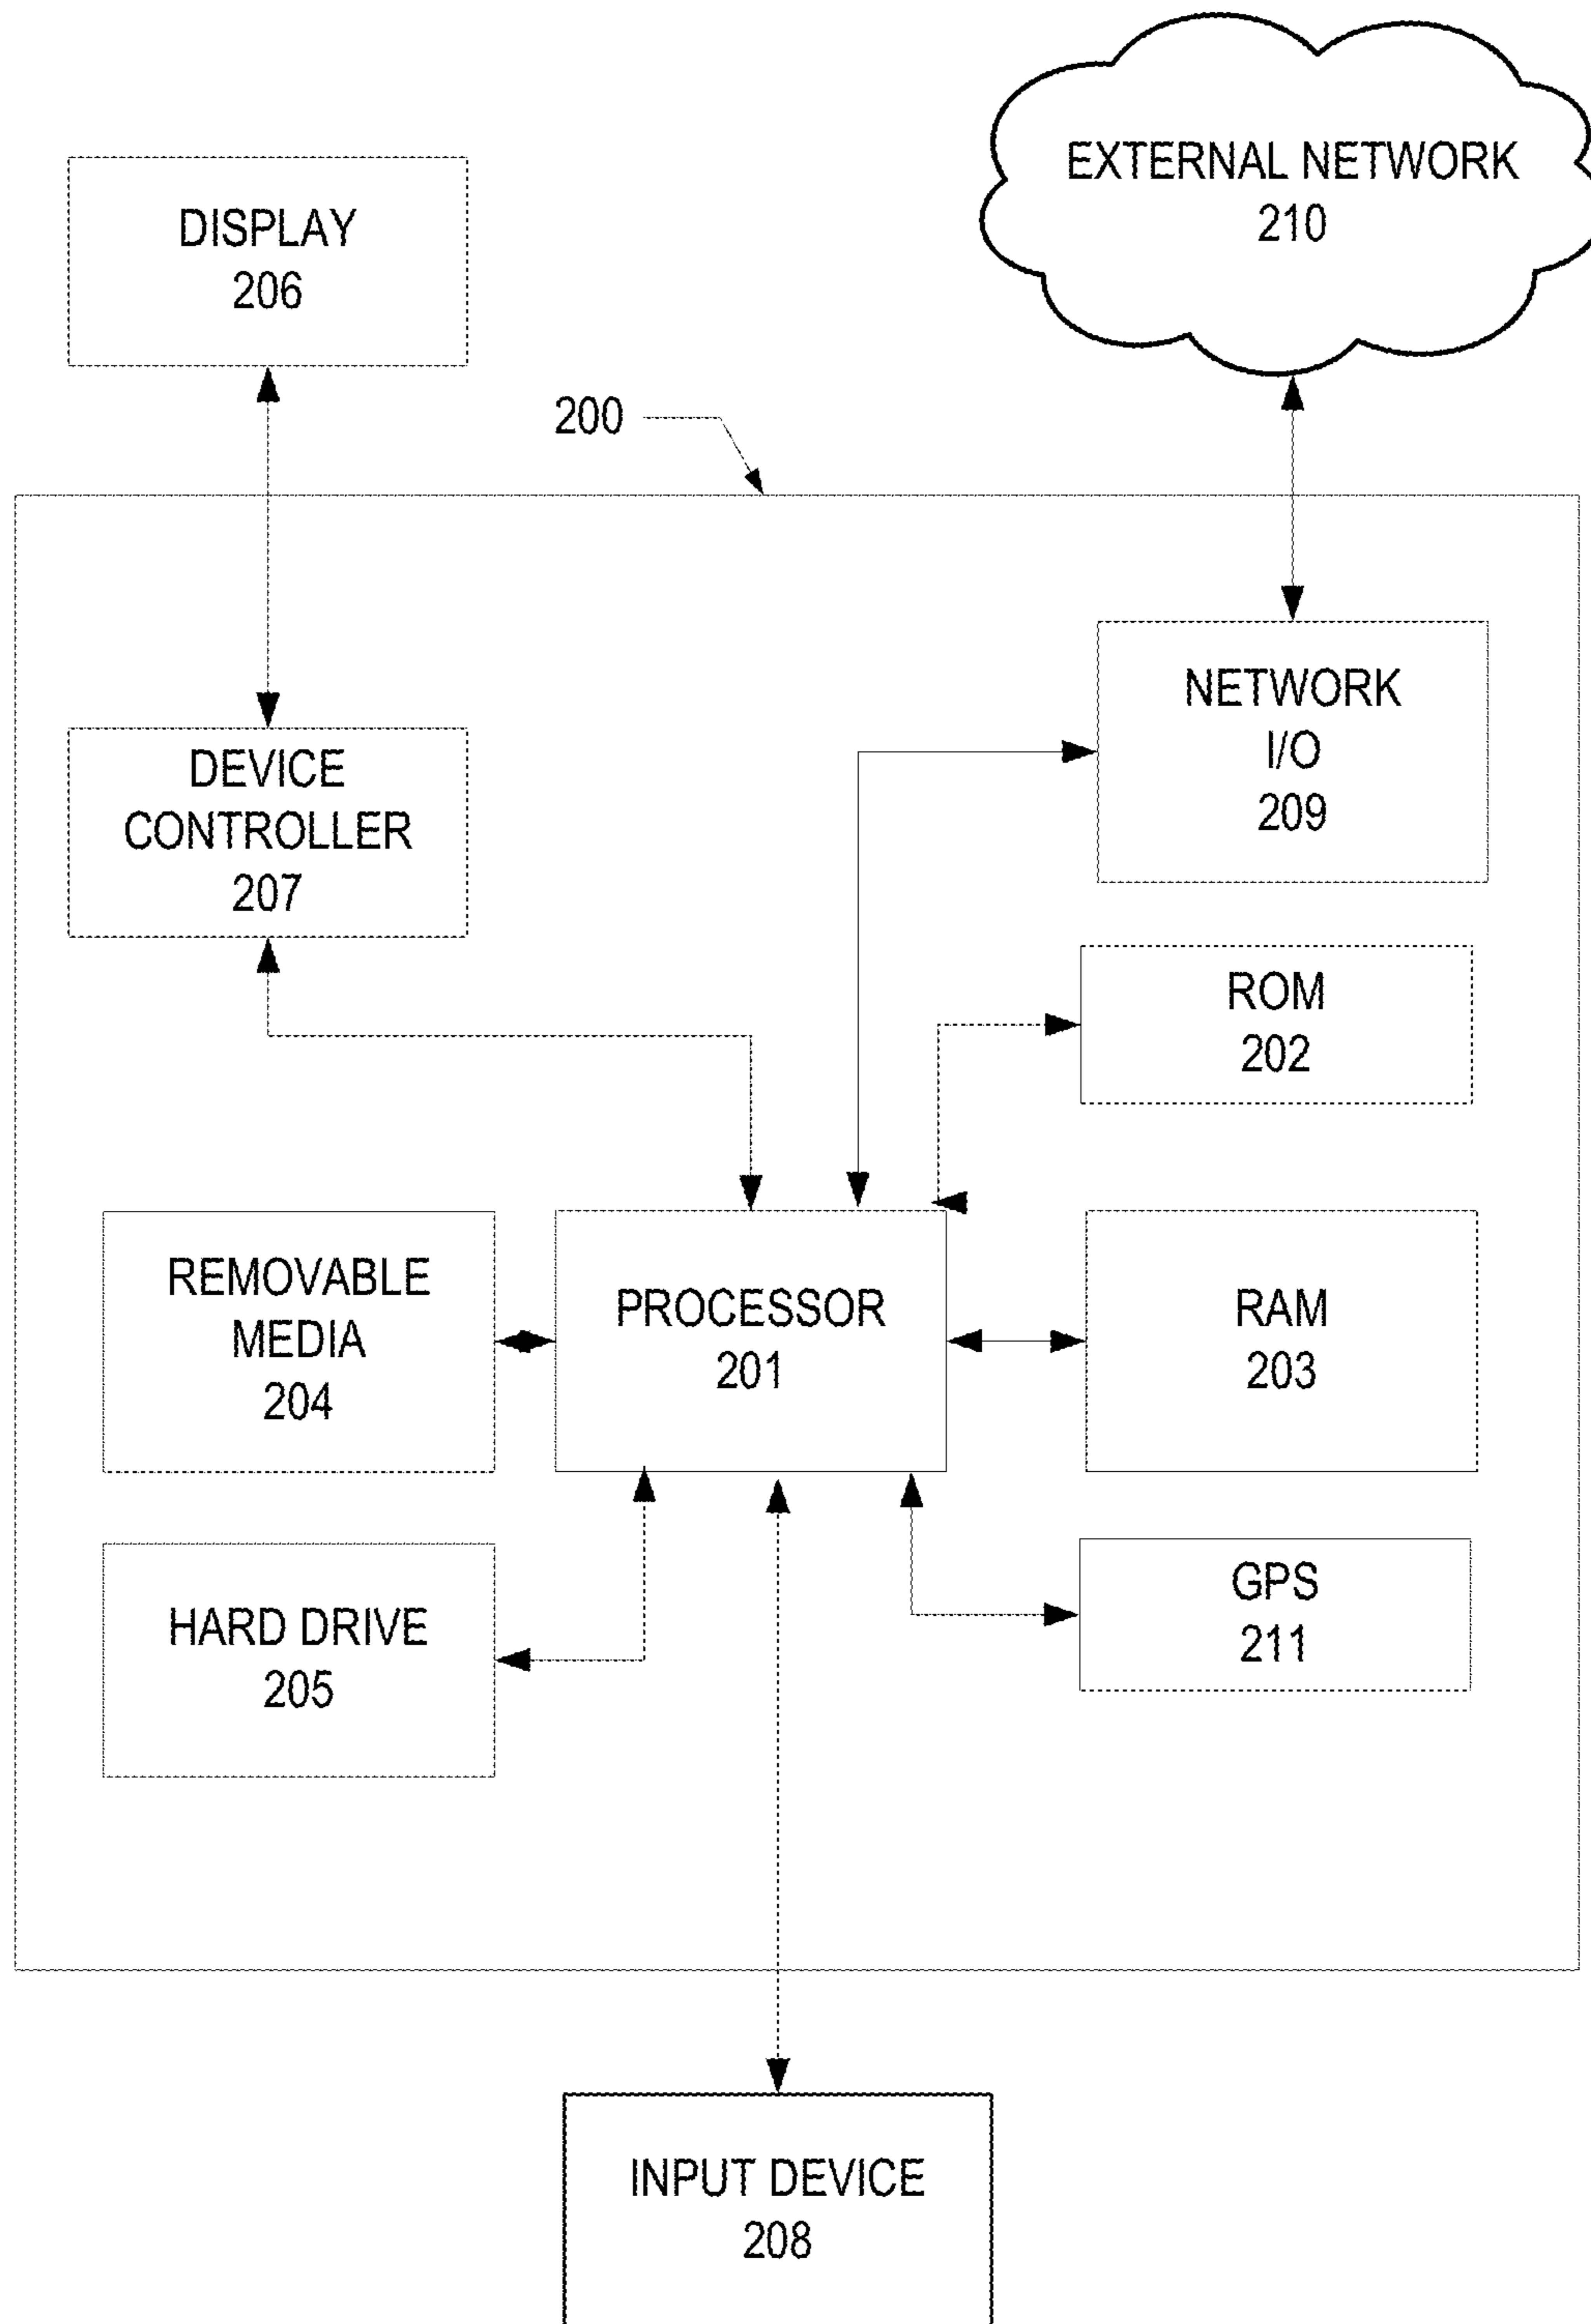 EXTERNAL NETWORK
210
DISPLAY
206
200
NETWORK
I/O
209
DEVICE
CONTROLLER
207
ROM
202
REMOVABLE
MEDIA
204
PROCESSOR
201
RAM
203
HARD DRIVE
205
GPS
211
INPUT DEVICE
208